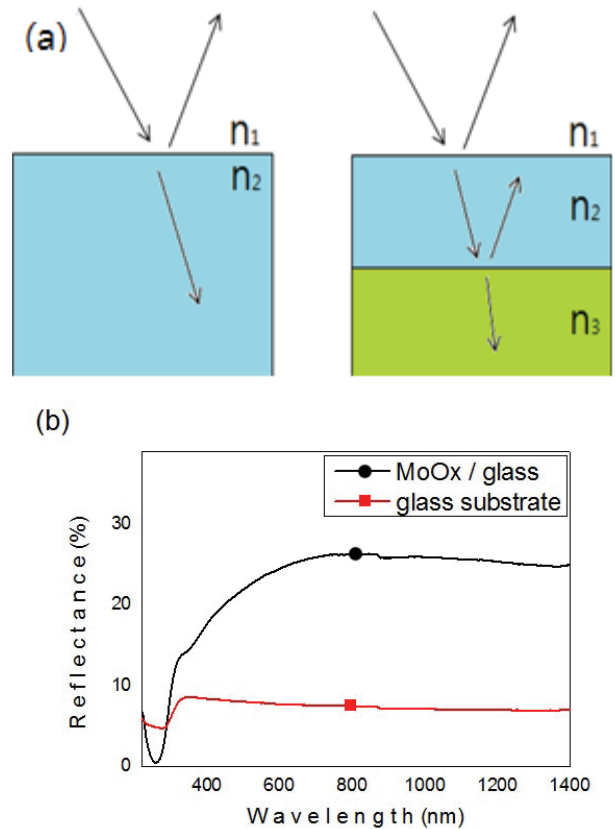 (a)
n1
n2
n1
n2
n3
(b)
MoOx / glass
glass substrate
Reflectance (%)
30
20
10
0
400 600 800 1000 1200 1400
Wavelength (nm)